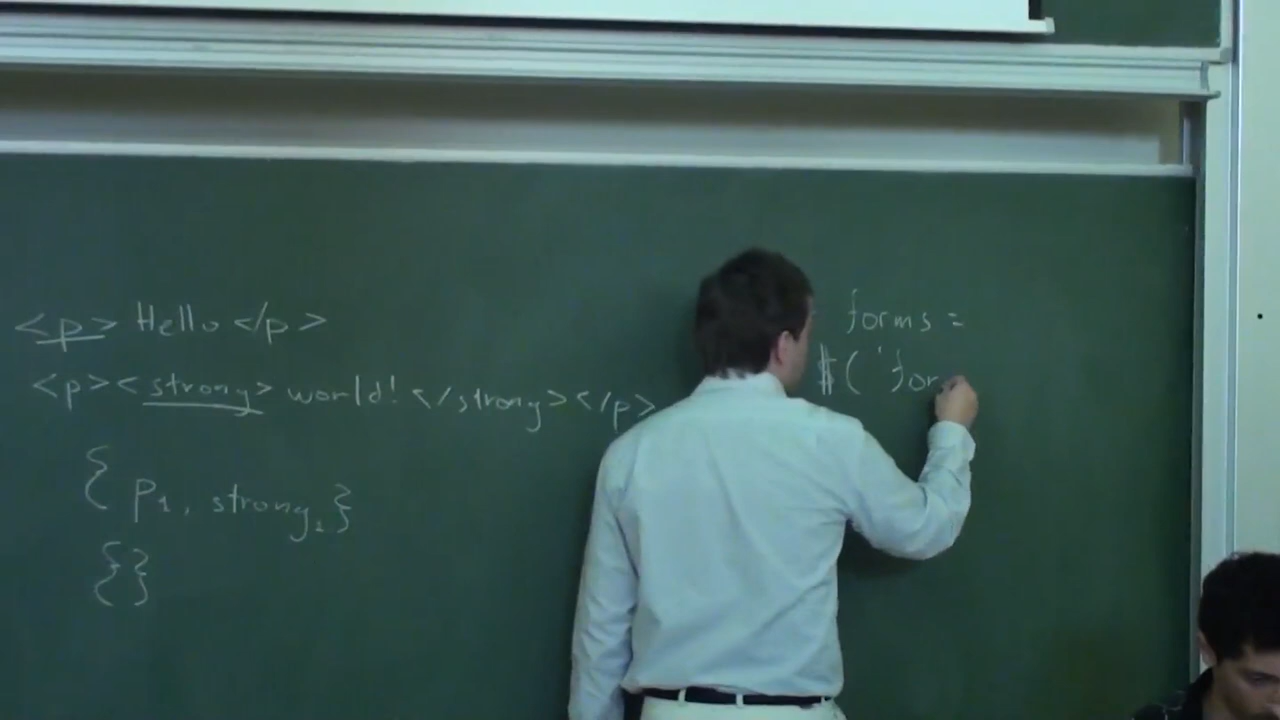 <p> Hello </p>
<p><strong> world! </strong></p>
{ p1, strong2 }
{ }
forms =
$( 'for